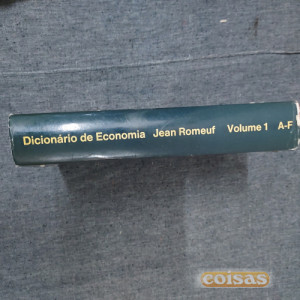 Dicionário de Economia Jean Romeuf Volume 1 A-F
coisas